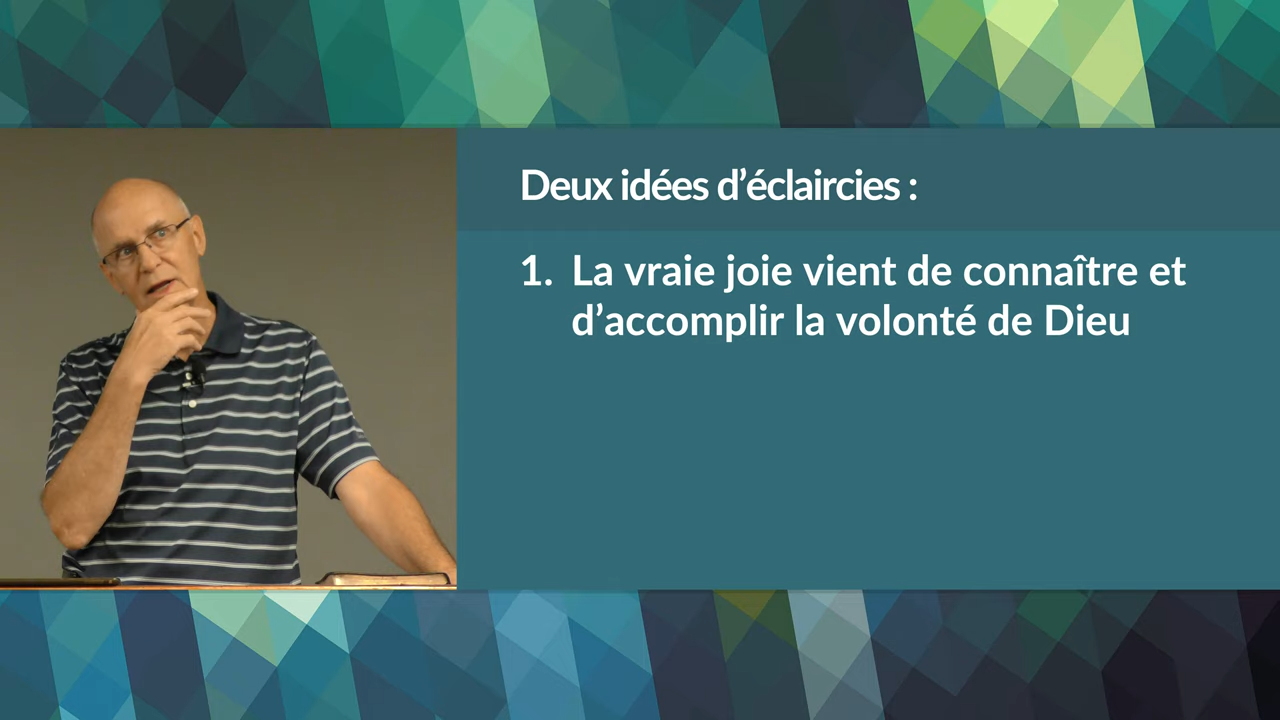 Deux idées d’éclaircies :
1. La vraie joie vient de connaître et
d’accomplir la volonté de Dieu